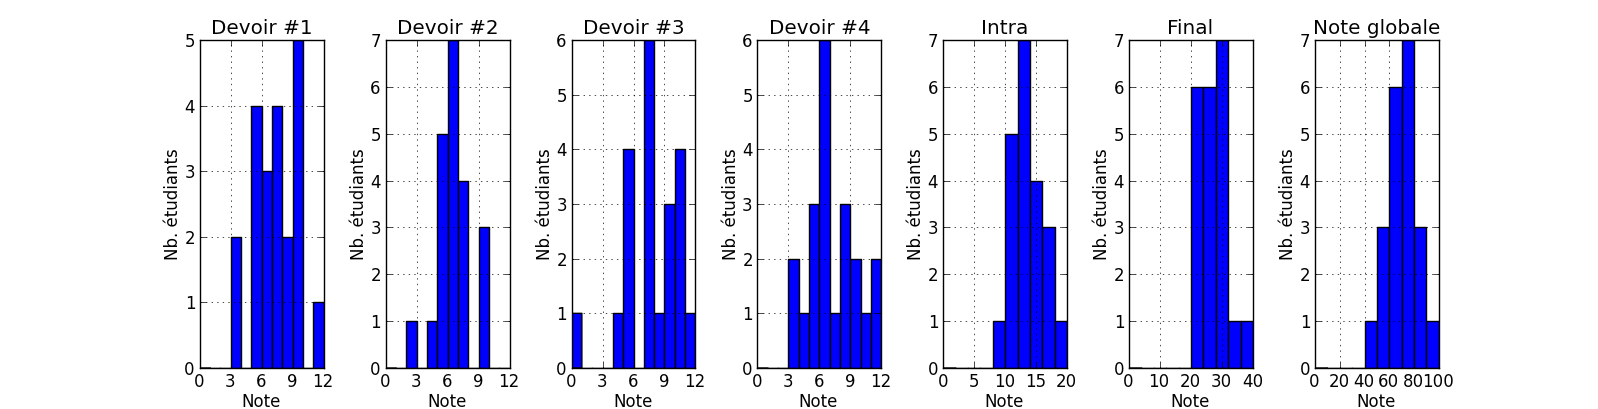 Devoir #1 Devoir #2 Devoir #3 Devoir #4 Intra Final Note globale
5 7 6 6 7 7 7
6 6 6 6
5 5
4 5 5 5 5
4 4
3 4 4 4 4
3 3
3 3 3 3
2 2 2
2 2 2 2
1 1 1
1 1 1 1
0 0 0 0 0 0 0
0 3 6 9 12 0 3 6 9 12 0 3 6 9 12 3 6 9 12 0 5 10 15 20 0 10 20 30 40 0 20 40 60 80 100
Note Note Note Note Note Note Note
Nb. étudiants Nb. étudiants Nb. étudiants Nb. étudiants Nb. étudiants Nb. étudiants Nb. étudiants